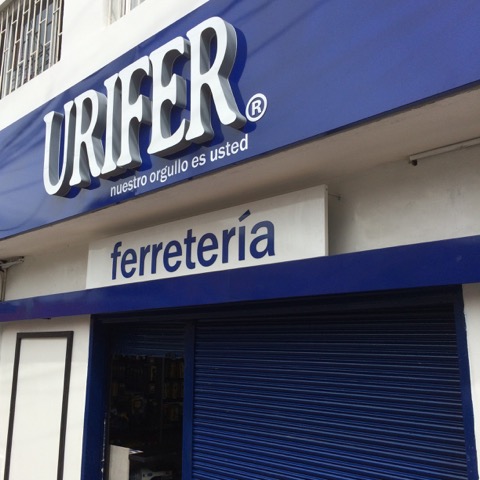 URIFER®
nuestro orgullo es usted
ferretería